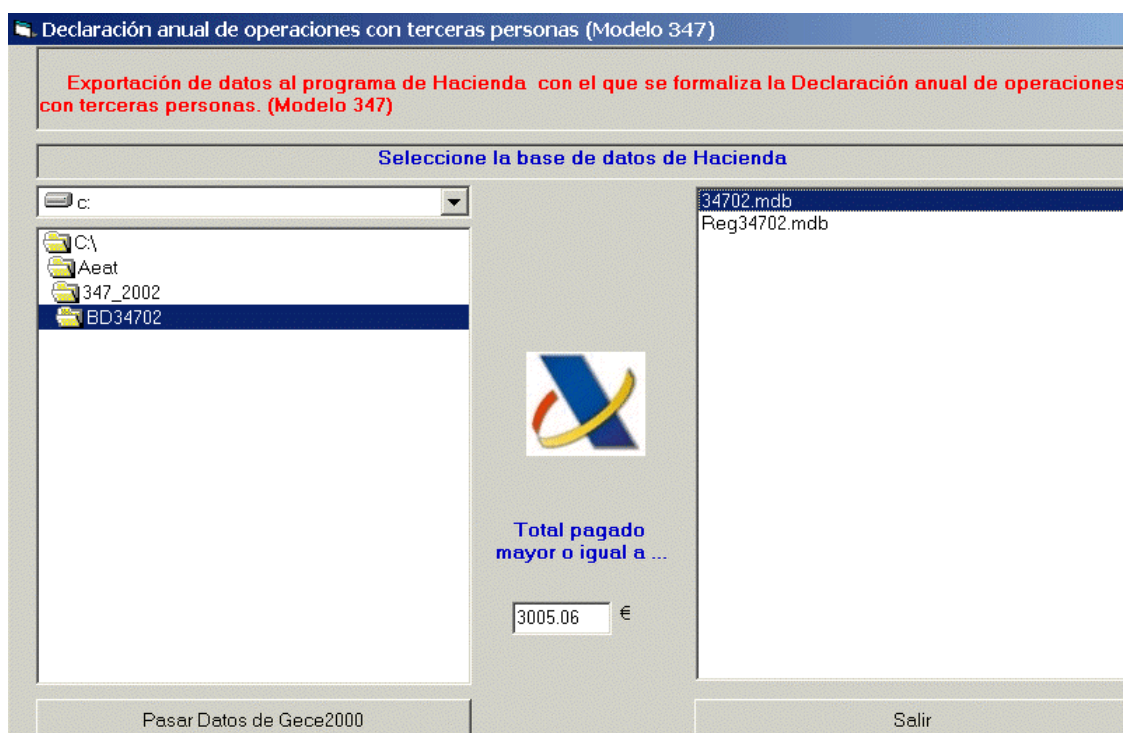 Declaración anual de operaciones con terceras personas (Modelo 347)
Exportación de datos al programa de Hacienda con el que se formaliza la Declaración anual de operaciones
con terceras personas. (Modelo 347)
Seleccione la base de datos de Hacienda
c:
34702.mdb
Reg34702.mdb
C:\
Aeat
347_2002
BD34702
Total pagado
mayor o igual a ...
3005.06 €
Pasar Datos de Gece2000
Salir